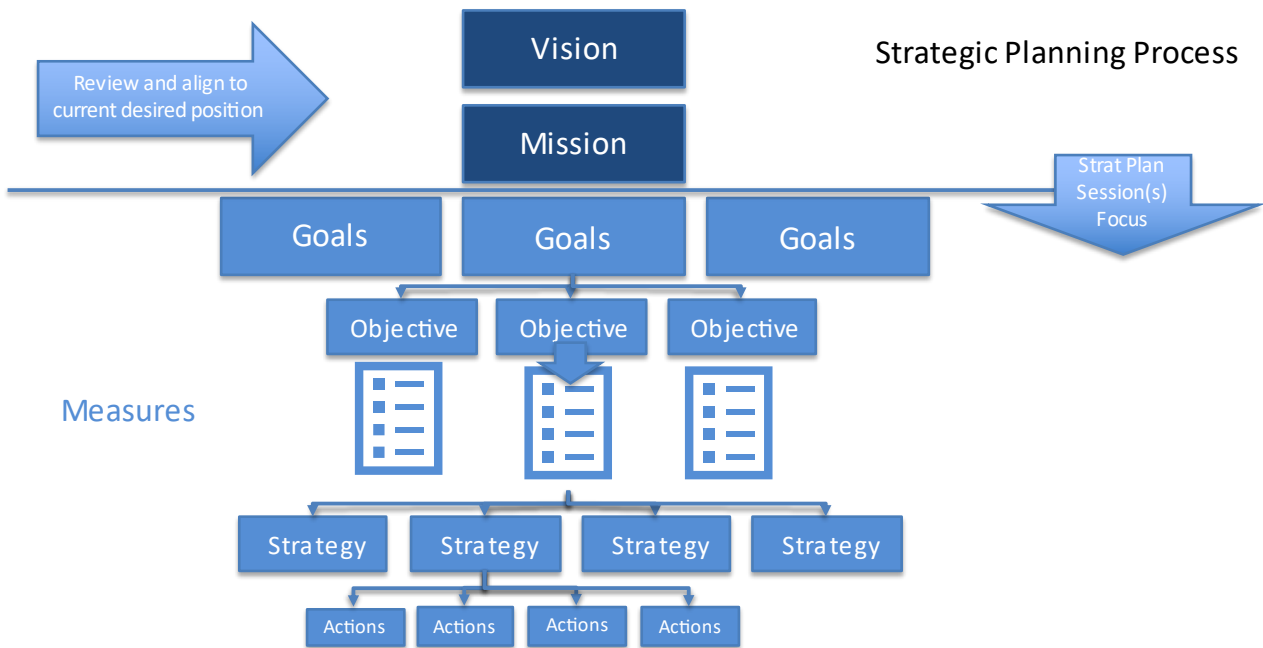 Vision
Strategic Planning Process
Review and align to
current desired position
Mission
Strat Plan
Session(s)
Focus
Goals
Goals
Goals
Objective
Objective
Objective
Measures
Strategy
Strategy
Strategy
Strategy
Actions
Actions
Actions
Actions